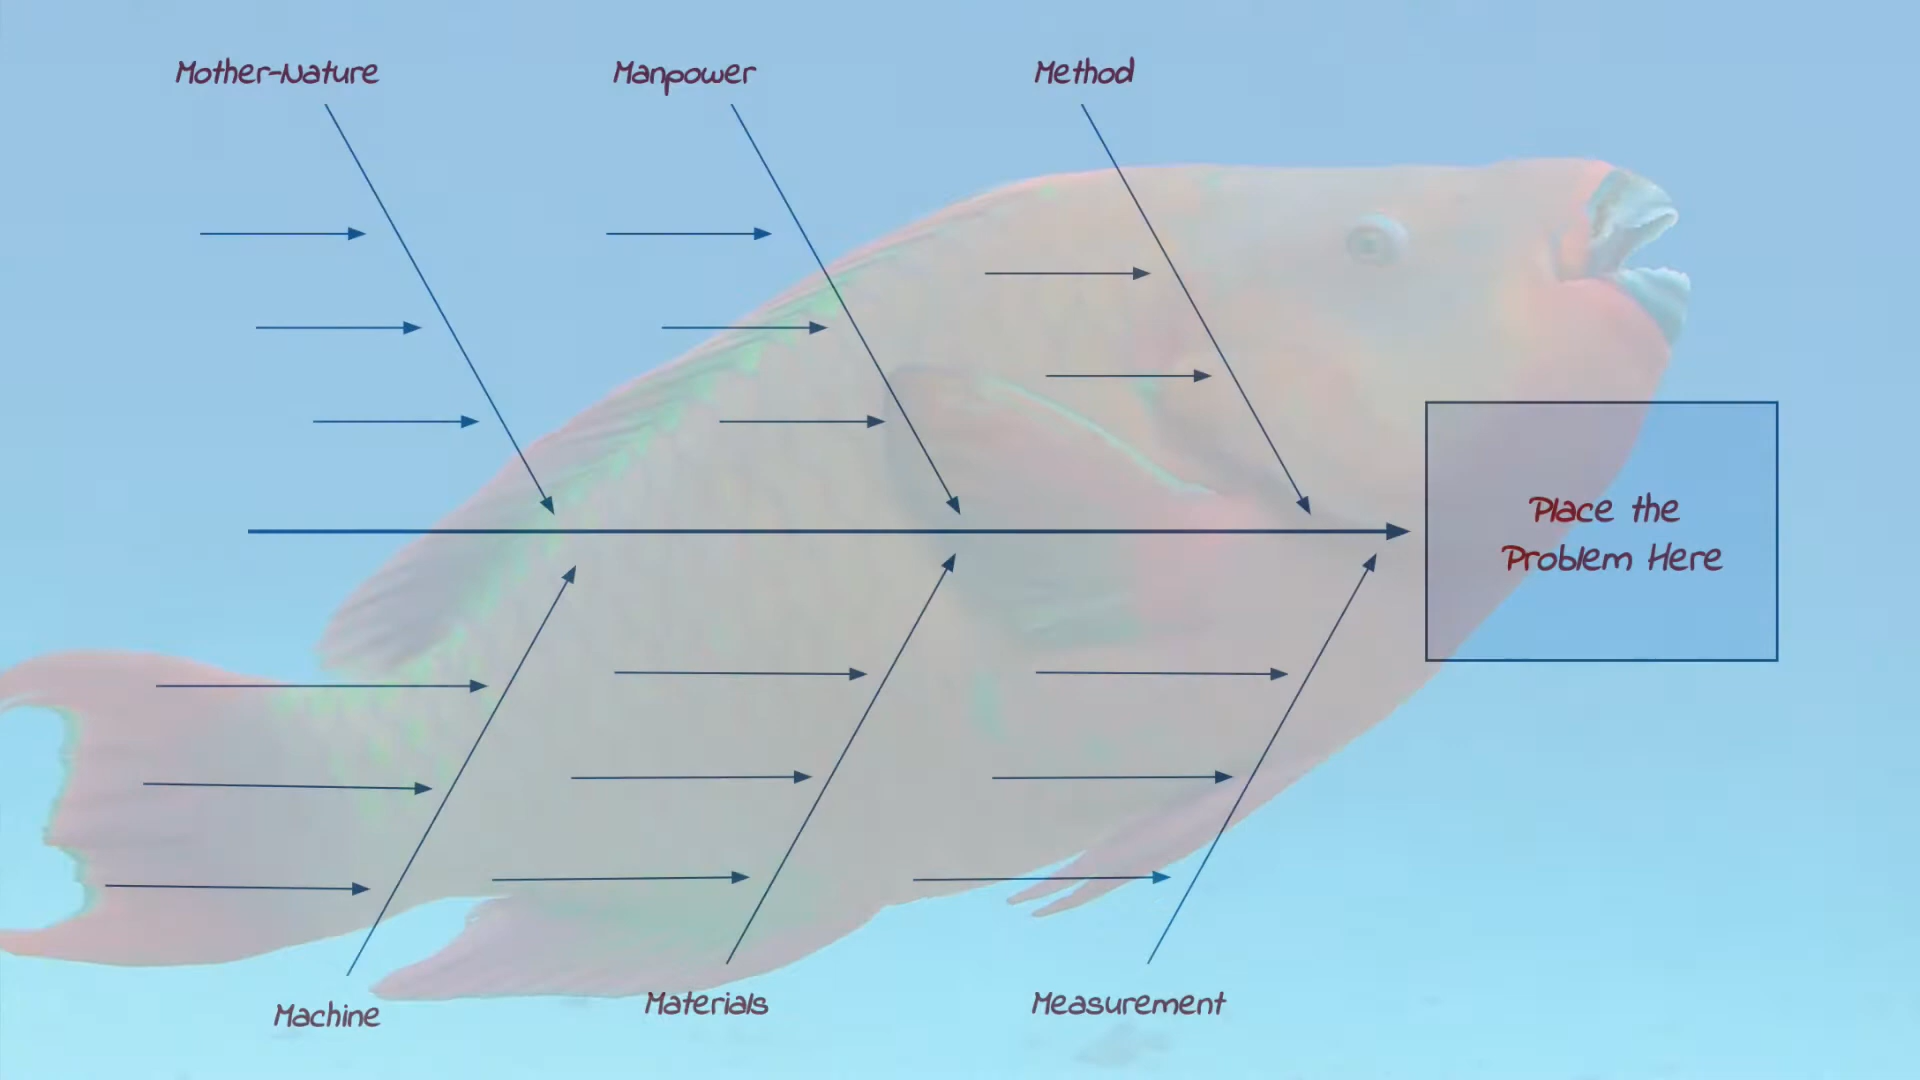 Mother-Nature
Manpower
Method
Place the
Problem Here
Machine
Materials
Measurement